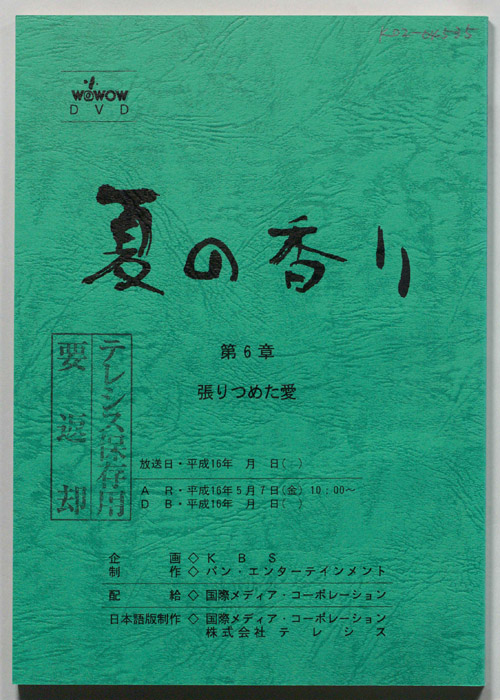 WOWOW
DVD
夏の香り
第6章
張りつめた愛
テレシス保存用
要返却
放送日・平成16年 月 日(ー)
A R・平成16年5月7日(金) 10:00〜
D B・平成16年 月 日(ー)
企画◇KBS
制作◇パン・エンターテインメント
配給◇国際メディア・コーポレーション
日本語版制作◇国際メディア・コーポレーション
株式会社テレシス